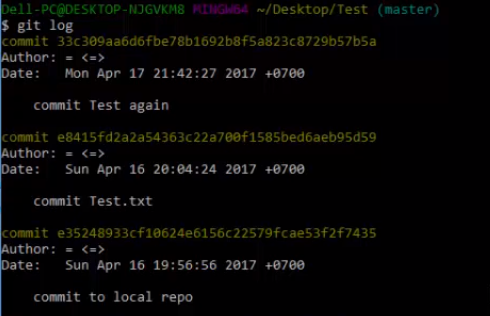 Dell-PC@DESKTOP-NJGVKM8 MINGW64 ~/Desktop/Test (master)
$ git log
commit 33c309aa6d6fbe78b1692b8f5a823c8729b57b5a
Author: = <=>
Date:   Mon Apr 17 21:42:27 2017 +0700
    commit Test again
commit e8415fd2a2a54363c22a700f1585bed6aeb95d59
Author: = <=>
Date:   Sun Apr 16 20:04:24 2017 +0700
    commit Test.txt
commit e35248933cf10624e6156c22579fcae53f2f7435
Author: = <=>
Date:   Sun Apr 16 19:56:56 2017 +0700
    commit to local repo